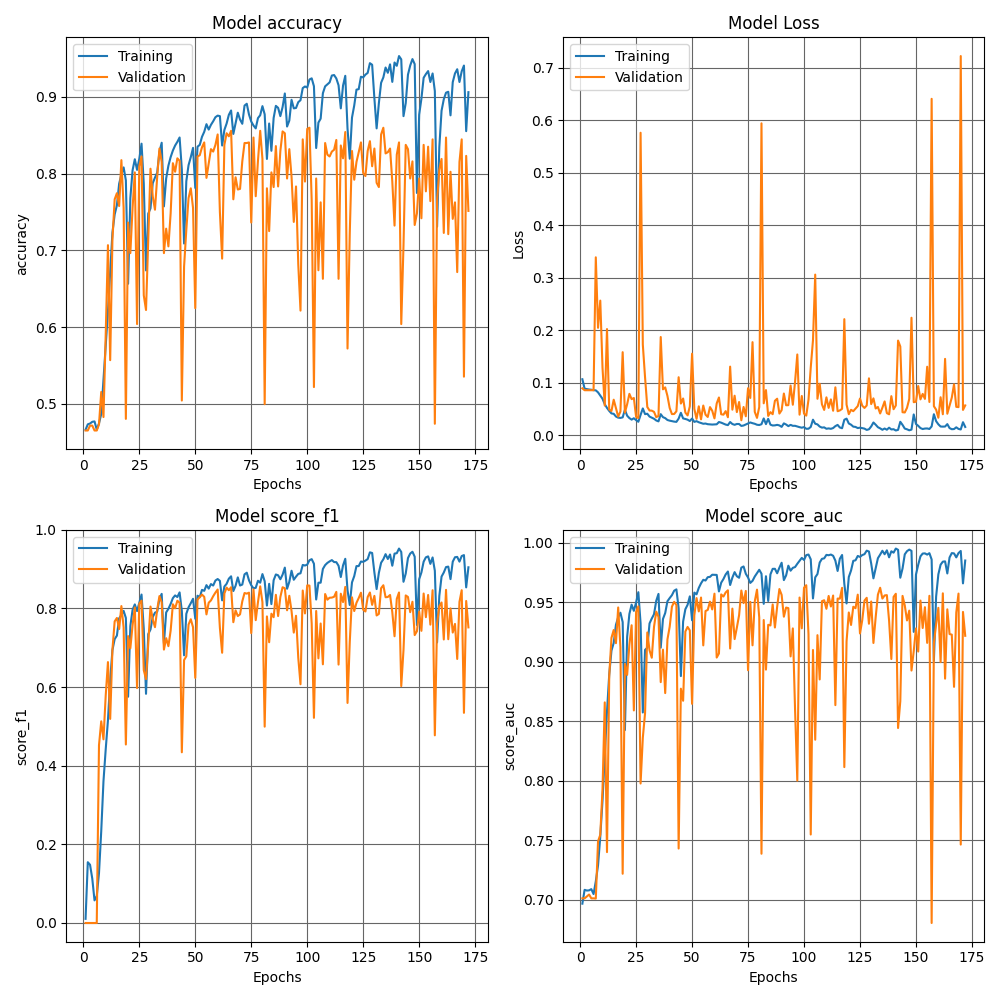 Model accuracy
Training
Validation
accuracy
0.9
0.8
0.7
0.6
0.5
0 25 50 75 100 125 150 175
Epochs
Model Loss
Training
Validation
Loss
0.7
0.6
0.5
0.4
0.3
0.2
0.1
0.0
0 25 50 75 100 125 150 175
Epochs
Model score_f1
Training
Validation
score_f1
1.0
0.8
0.6
0.4
0.2
0.0
0 25 50 75 100 125 150 175
Epochs
Model score_auc
Training
Validation
score_auc
1.00
0.95
0.90
0.85
0.80
0.75
0.70
0 25 50 75 100 125 150 175
Epochs